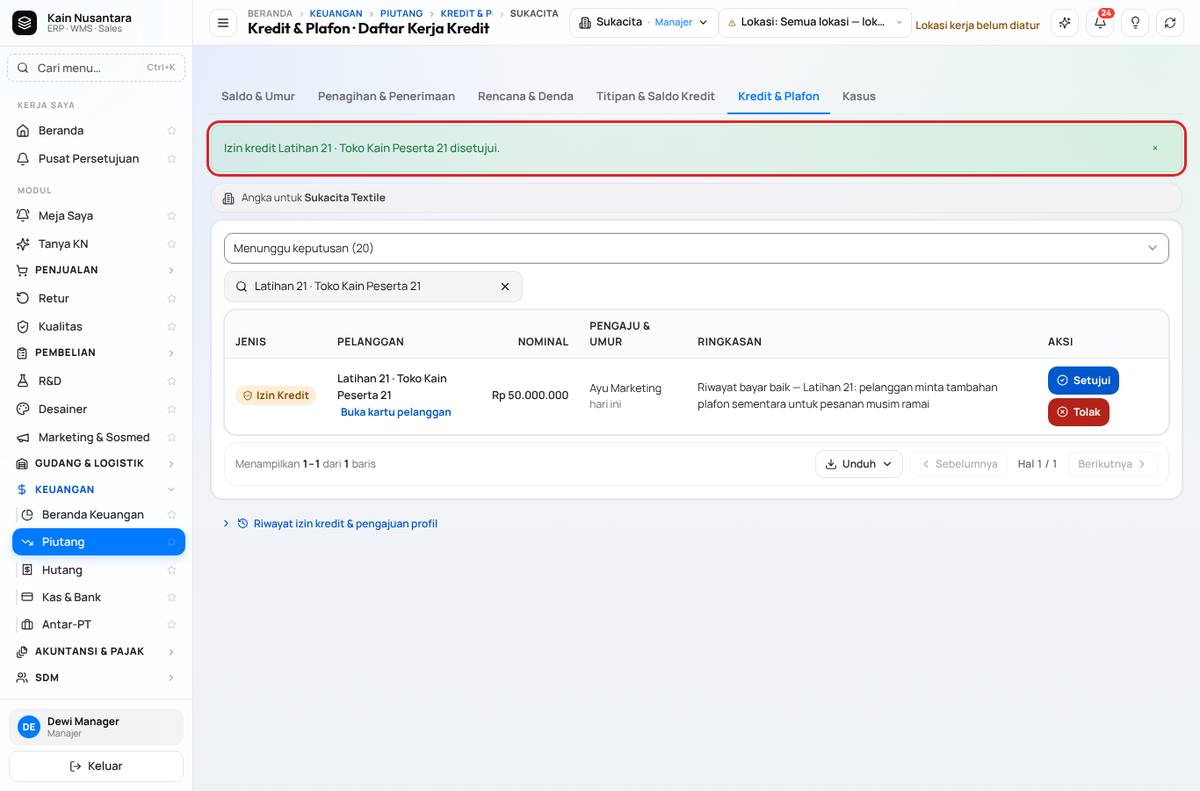 Kain Nusantara
ERP · WMS · Sales
Cari menu... Ctrl+K
KERJA SAYA
Beranda
Pusat Persetujuan
MODUL
Meja Saya
Tanya KN
PENJUALAN
Retur
Kualitas
PEMBELIAN
R&D
Desainer
Marketing & Sosmed
GUDANG & LOGISTIK
KEUANGAN
Beranda Keuangan
Piutang
Hutang
Kas & Bank
Antar-PT
AKUNTANSI & PAJAK
SDM
DE Dewi Manager
Manajer
Keluar
BERANDA › KEUANGAN › PIUTANG › KREDIT & P › SUKACITA
Kredit & Plafon · Daftar Kerja Kredit
Sukacita · Manajer
Lokasi: Semua lokasi — lok...
Lokasi kerja belum diatur
24
Saldo & Umur Penagihan & Penerimaan Rencana & Denda Titipan & Saldo Kredit Kredit & Plafon Kasus
Izin kredit Latihan 21 · Toko Kain Peserta 21 disetujui. ×
Angka untuk Sukacita Textile
Menunggu keputusan (20)
Latihan 21 · Toko Kain Peserta 21
JENIS PELANGGAN NOMINAL PENGAJU & UMUR RINGKASAN AKSI
Izin Kredit
Latihan 21 · Toko Kain
Peserta 21
Buka kartu pelanggan
Rp 50.000.000
Ayu Marketing
hari ini
Riwayat bayar baik — Latihan 21: pelanggan minta tambahan
plafon sementara untuk pesanan musim ramai
Setujui
Tolak
Menampilkan 1–1 dari 1 baris
Unduh
Sebelumnya
Hal 1 / 1
Berikutnya
Riwayat izin kredit & pengajuan profil